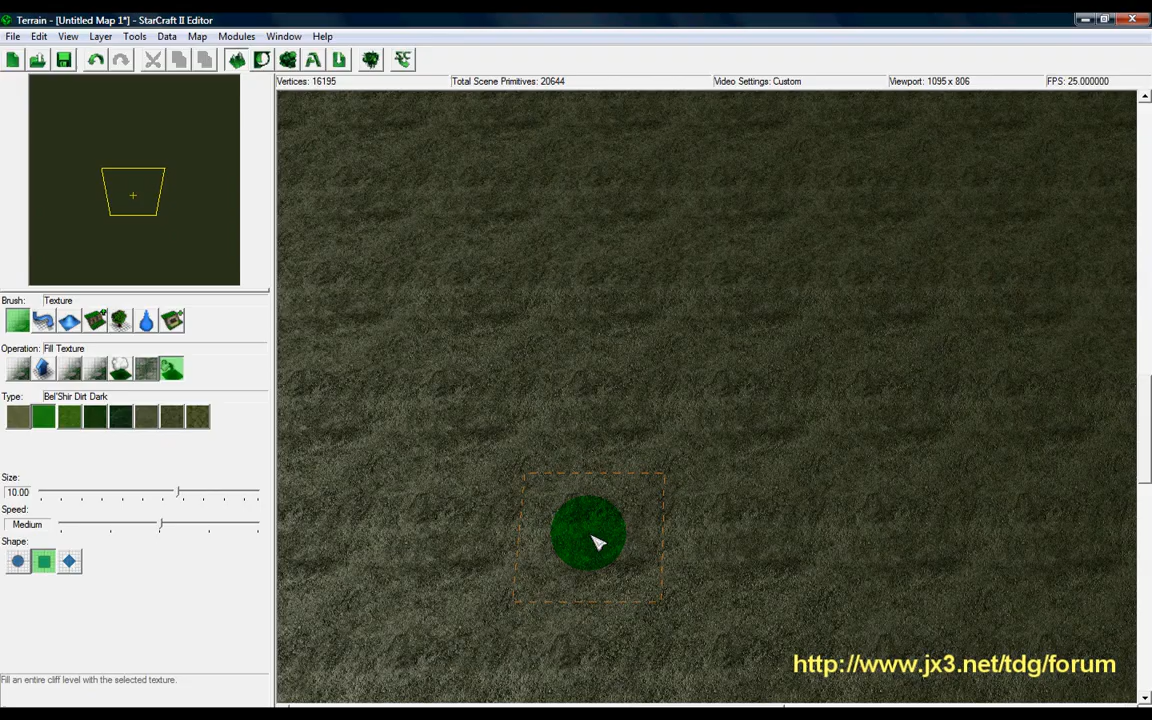 Terrain - [Untitled Map 1*] - StarCraft II Editor
File Edit View Layer Tools Data Map Modules Window Help
Vertices: 16195 Total Scene Primitives: 20644 Video Settings: Custom Viewport: 1095 x 806 FPS: 25.000000
Brush: Texture
Operation: Fill Texture
Type: Bel'Shir Dirt Dark
Size:
10.00
Speed:
Medium
Shape:
Fill an entire cliff level with the selected texture.
http://www.jx3.net/tdg/forum